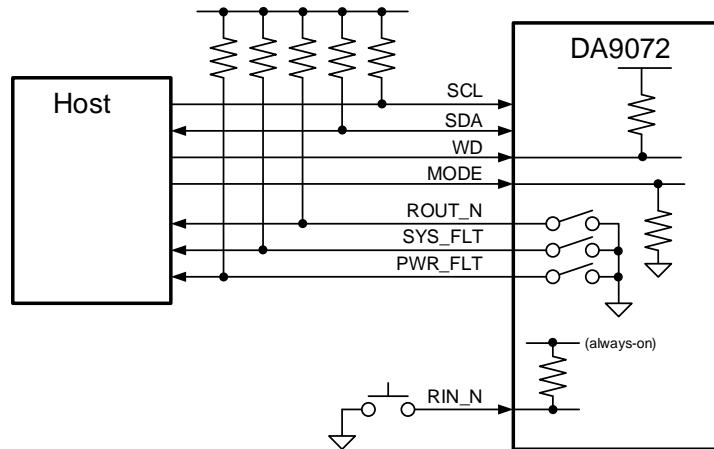 DA9072
Host
SCL
SDA
WD
MODE
ROUT_N
SYS_FLT
PWR_FLT
(always-on)
RIN_N